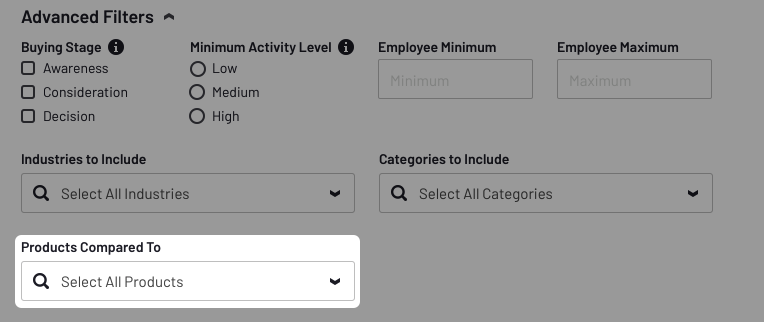 Advanced Filters
Buying Stage
Minimum Activity Level
Employee Minimum
Employee Maximum
Awareness
Low
Minimum
Maximum
Consideration
Medium
Decision
High
Industries to Include
Categories to Include
Select All Industries
Select All Categories
Products Compared To
Select All Products